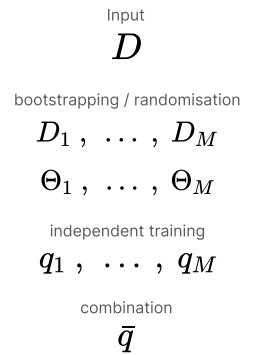 Input
D
bootstrapping / randomisation
D₁ , … , D_M
Θ₁ , … , Θ_M
independent training
q₁ , … , q_M
combination
q̄